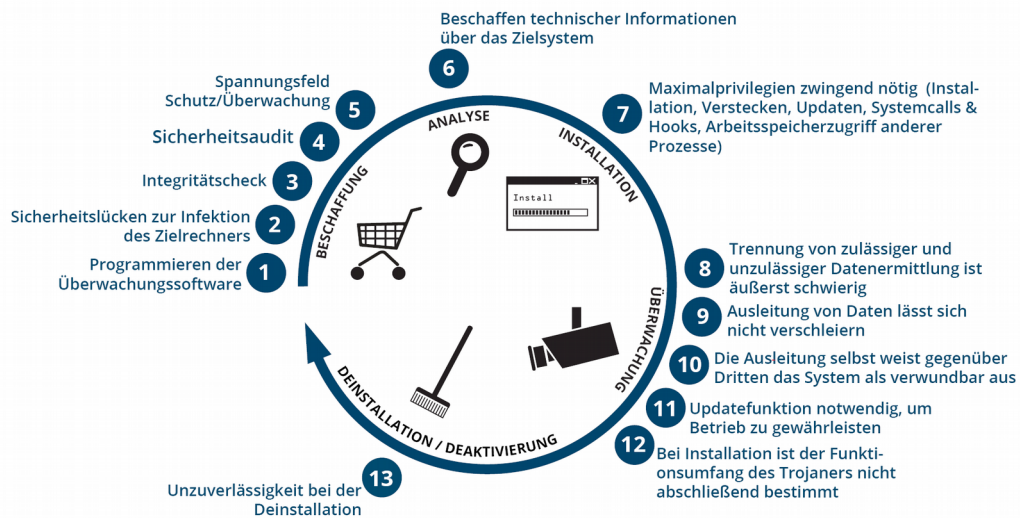 Beschaffen technischer Informationen
über das Zielsystem
6
Spannungsfeld
Schutz/Überwachung
5
Sicherheitsaudit
4
Integritätscheck
3
Sicherheitslücken zur Infektion
des Zielrechners
2
Programmieren der
Überwachungssoftware
1
BESCHAFFUNG
ANALYSE
INSTALLATION
Install
7
Maximalprivilegien zwingend nötig (Instal-
lation, Verstecken, Updaten, Systemcalls &
Hooks, Arbeitsspeicherzugriff anderer
Prozesse)
8
Trennung von zulässiger und
unzulässiger Datenermittlung ist
äußerst schwierig
9
Ausleitung von Daten lässt sich
nicht verschleiern
10
Die Ausleitung selbst weist gegenüber
Dritten das System als verwundbar aus
11
Updatefunktion notwendig, um
Betrieb zu gewährleisten
12
Bei Installation ist der Funkti-
onsumfang des Trojaners nicht
abschließend bestimmt
ÜBERWACHUNG
DEINSTALLATION / DEAKTIVIERUNG
13
Unzuverlässigkeit bei der
Deinstallation